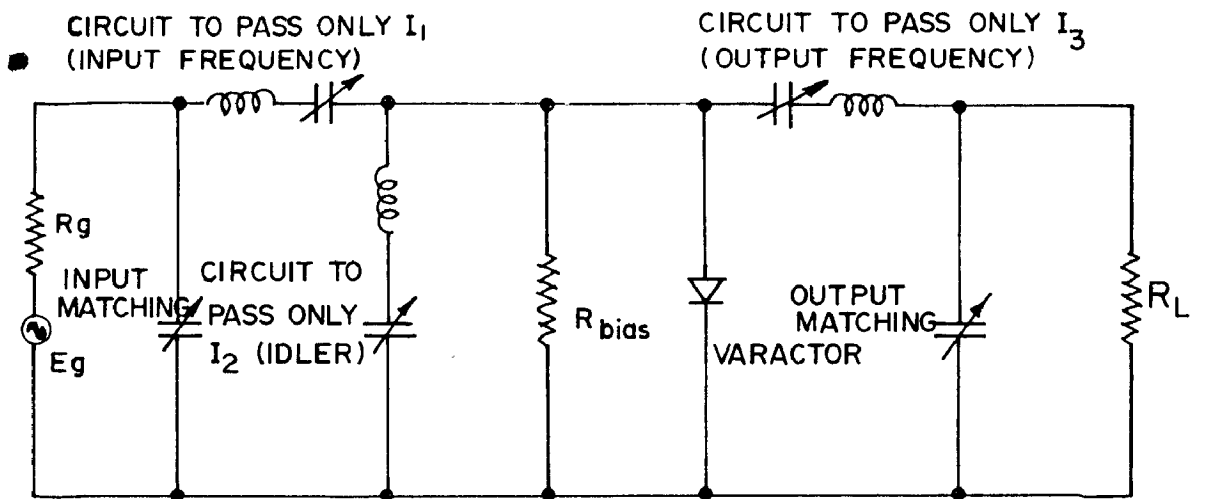 CIRCUIT TO PASS ONLY I₁
(INPUT FREQUENCY)
CIRCUIT TO PASS ONLY I₃
(OUTPUT FREQUENCY)
Rg
INPUT
MATCHING
Eg
CIRCUIT TO
PASS ONLY
I₂ (IDLER)
Rbias
VARACTOR
OUTPUT
MATCHING
RL